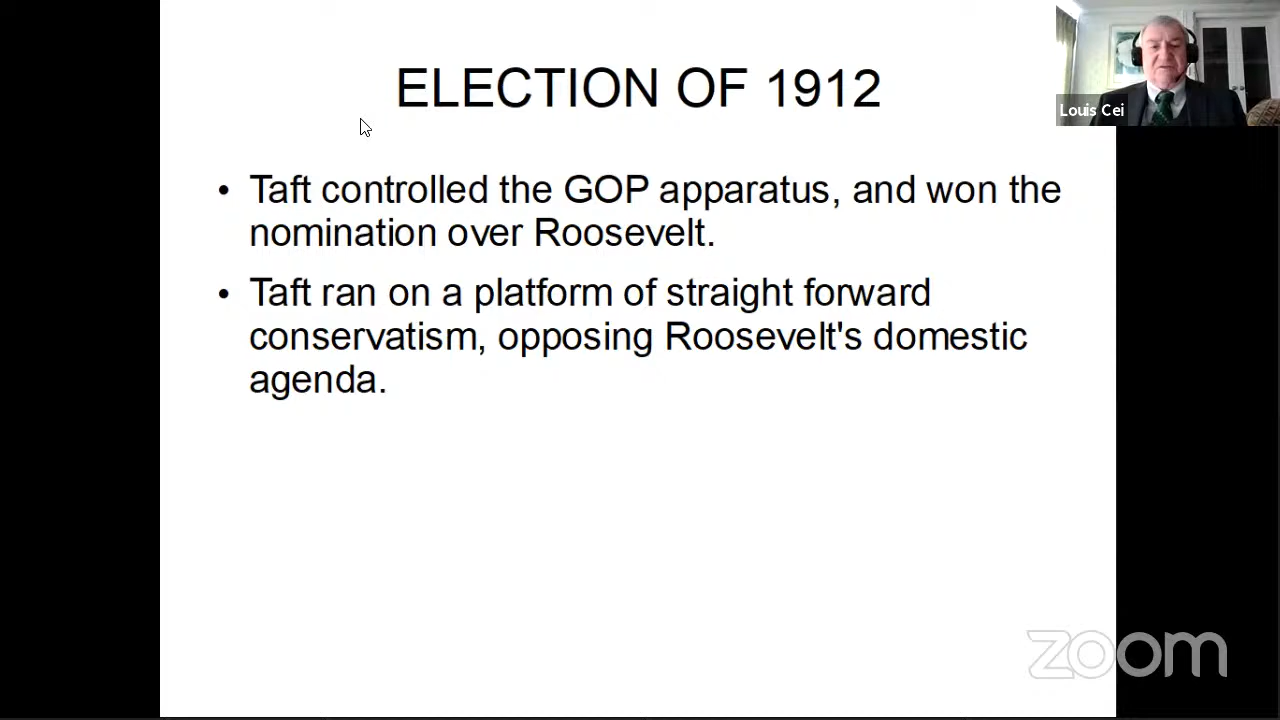 ELECTION OF 1912
Louis Cei
• Taft controlled the GOP apparatus, and won the
nomination over Roosevelt.
• Taft ran on a platform of straight forward
conservatism, opposing Roosevelt's domestic
agenda.
zoom